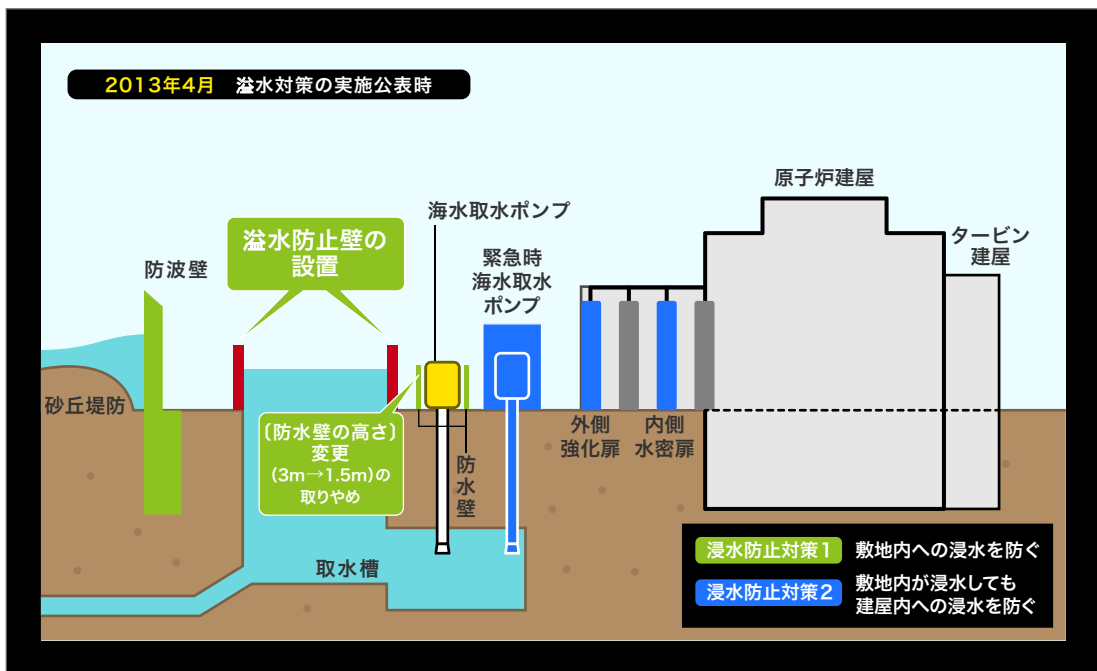 2013年4月 溢水対策の実施公表時
原子炉建屋
海水取水ポンプ
タービン
建屋
溢水防止壁の
設置
緊急時
海水取水
ポンプ
防波壁
砂丘堤防
〔防水壁の高さ〕
変更
(3m→1.5m)の
取りやめ
外側
強化扉
内側
水密扉
防水壁
取水槽
浸水防止対策1 敷地内への浸水を防ぐ
浸水防止対策2 敷地内が浸水しても
建屋内への浸水を防ぐ